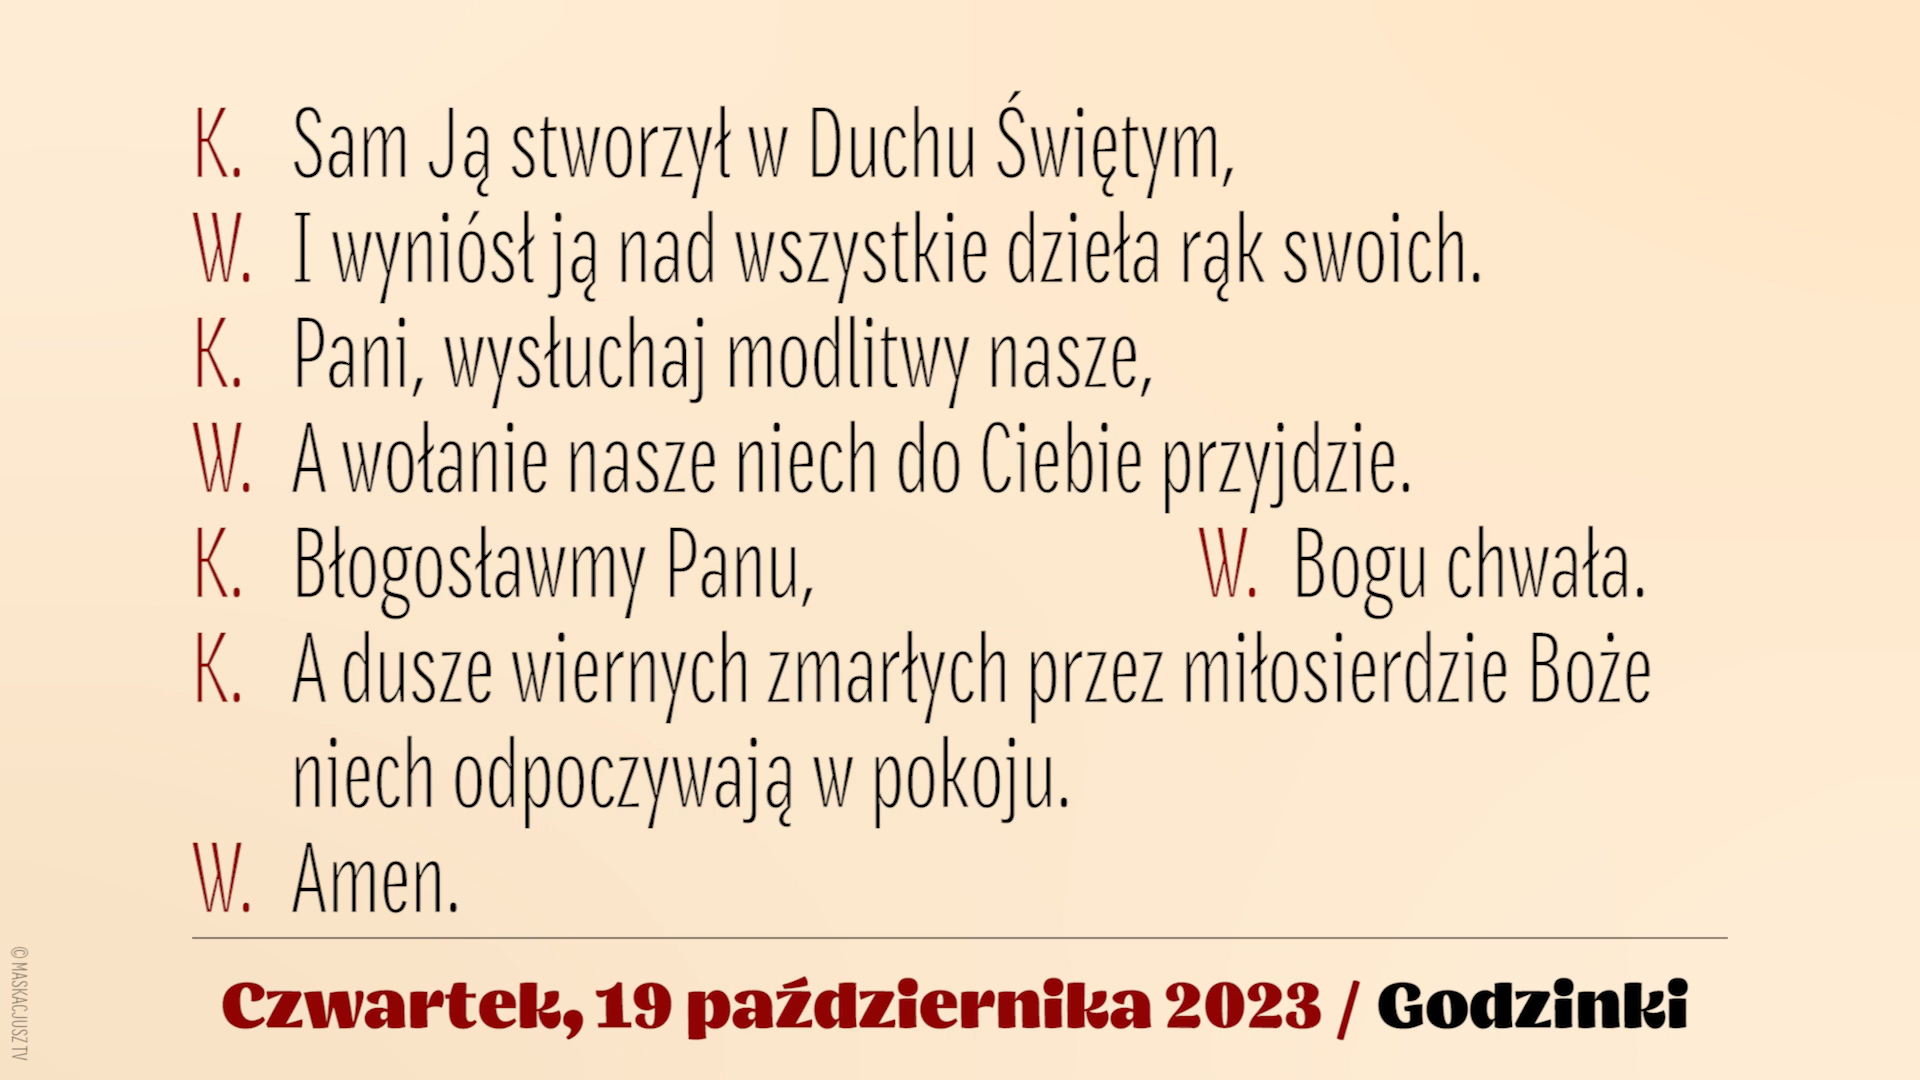 K. Sam Ją stworzył w Duchu Świętym,
W. I wyniósł ją nad wszystkie dzieła rąk swoich.
K. Pani, wysłuchaj modlitwy nasze,
W. A wołanie nasze niech do Ciebie przyjdzie.
K. Błogosławmy Panu, W. Bogu chwała.
K. A dusze wiernych zmarłych przez miłosierdzie Boże
niech odpoczywają w pokoju.
W. Amen.
Czwartek, 19 października 2023 / Godzinki
© MASKACJUSZ TV